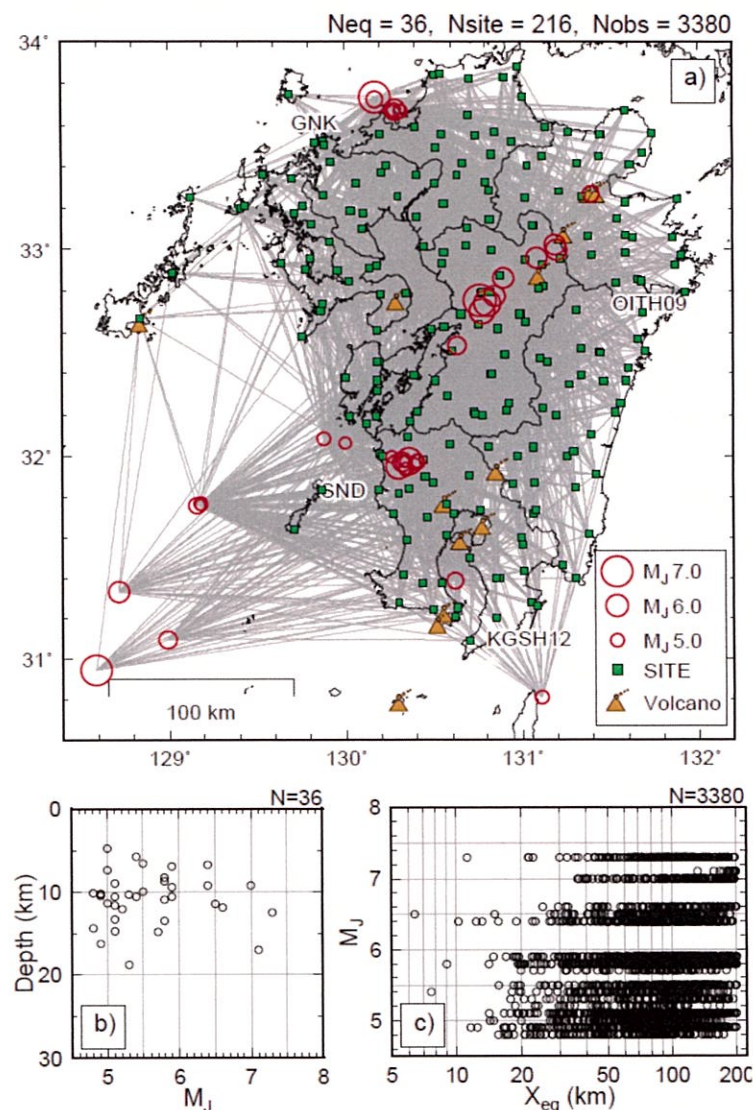 Neq = 36, Nsite = 216, Nobs = 3380
34˚
a)
GNK
33˚
OITH09
32˚
SND
MJ 7.0
MJ 6.0
MJ 5.0
SITE
Volcano
KGSH12
31˚
100 km
129˚ 130˚ 131˚ 132˚
N=36
0
10
20
30
Depth (km)
b)
4 5 6 7 8
MJ
N=3380
8
7
6
5
MJ
c)
5 10 20 30 50 100 200
Xeq (km)